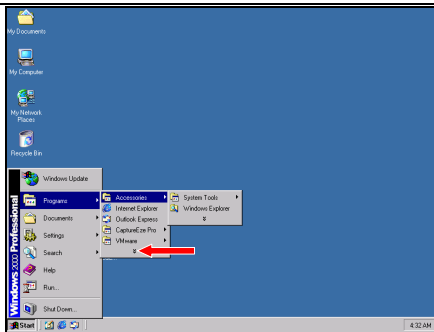 My Documents
My Computer
My Network
Places
Recycle Bin
Windows Update
Programs
Documents
Settings
Search
Help
Run...
Shut Down...
Windows 2000 Professional
Accessories
Internet Explorer
Outlook Express
CaptureEze Pro
VMware
System Tools
Windows Explorer
Start
4:32 AM